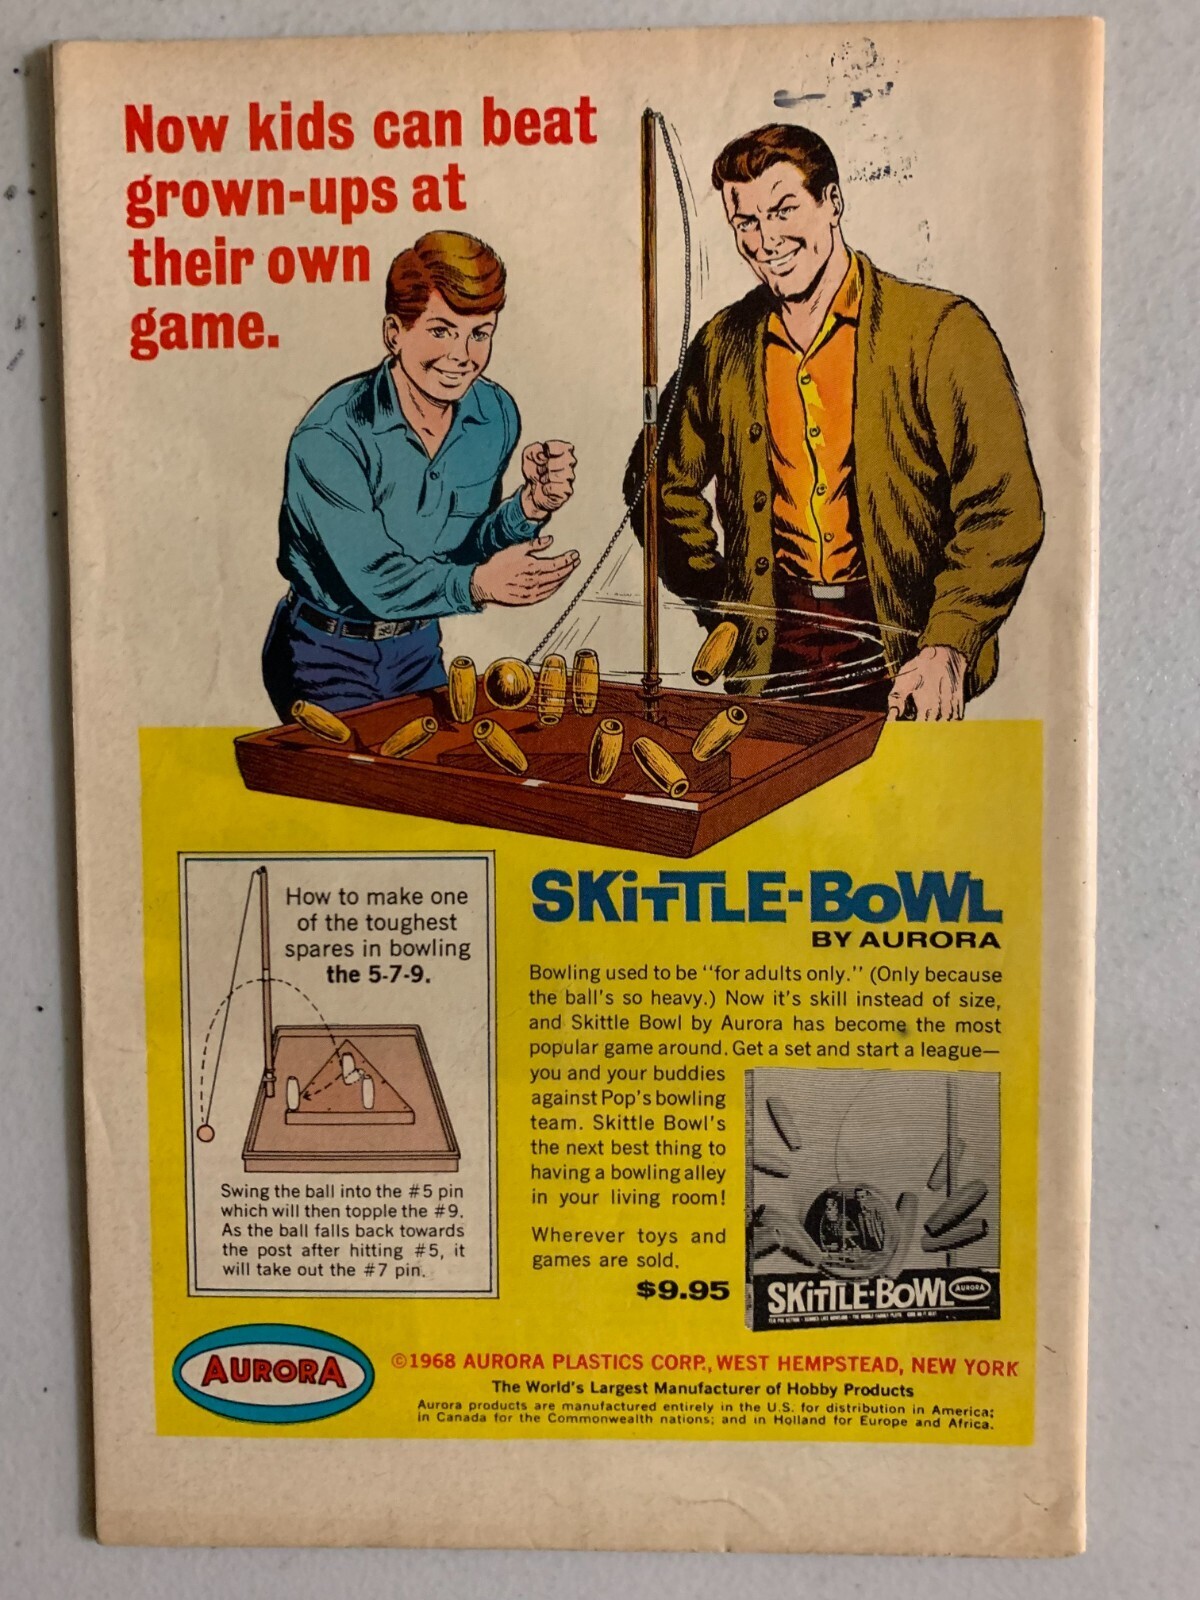 Now kids can beat
grown-ups at
their own
game.
How to make one
of the toughest
spares in bowling
the 5-7-9.
Swing the ball into the #5 pin
which will then topple the #9.
As the ball falls back towards
the post after hitting #5, it
will take out the #7 pin.
SKiTTLE-BoWL
BY AURORA
Bowling used to be "for adults only." (Only because
the ball's so heavy.) Now it's skill instead of size,
and Skittle Bowl by Aurora has become the most
popular game around. Get a set and start a league—
you and your buddies
against Pop's bowling
team. Skittle Bowl's
the next best thing to
having a bowling alley
in your living room!
Wherever toys and
games are sold.
$9.95
SKiTTLE-BoWL
AURORA
AURORA
©1968 AURORA PLASTICS CORP., WEST HEMPSTEAD, NEW YORK
The World's Largest Manufacturer of Hobby Products
Aurora products are manufactured entirely in the U.S. for distribution in America;
in Canada for the Commonwealth nations; and in Holland for Europe and Africa.